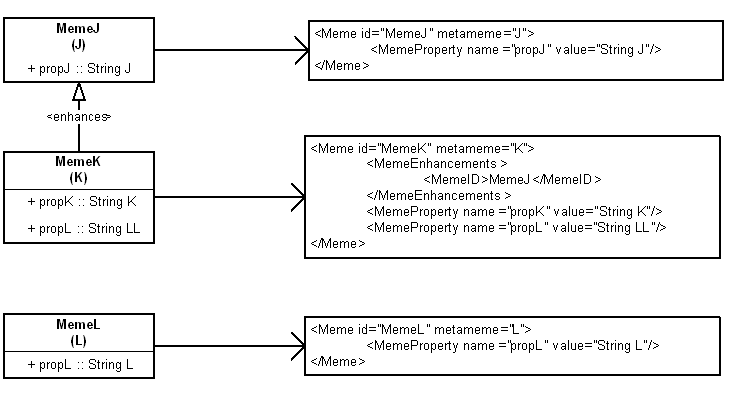 MemeJ
(J)
+ propJ :: String J
<Meme id="MemeJ" metameme="J">
<MemeProperty name ="propJ" value="String J"/>
</Meme>
<enhances>
MemeK
(K)
+ propK :: String K
+ propL :: String LL
<Meme id="MemeK" metameme="K">
<MemeEnhancements >
<MemeID>MemeJ</MemeID>
</MemeEnhancements >
<MemeProperty name ="propK" value="String K"/>
<MemeProperty name ="propL" value="String LL"/>
</Meme>
MemeL
(L)
+ propL :: String L
<Meme id="MemeL" metameme="L">
<MemeProperty name ="propL" value="String L"/>
</Meme>